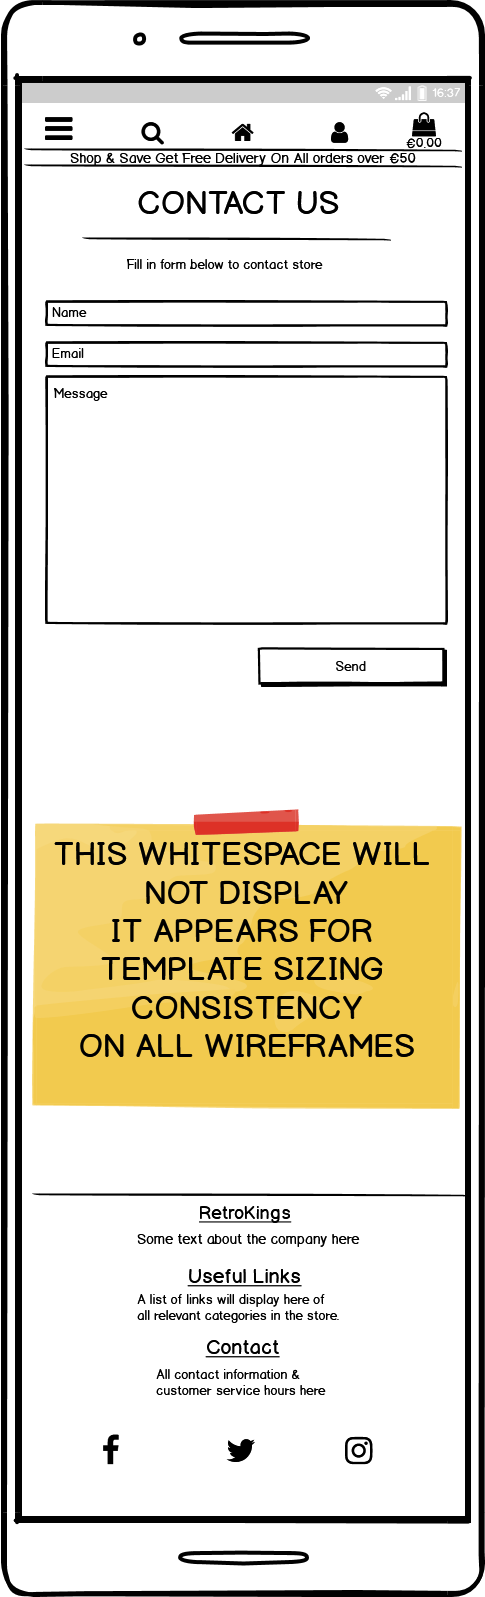 16:37
€0.00
Shop & Save Get Free Delivery On All orders over €50
CONTACT US
Fill in form below to contact store
Name
Email
Message
Send
THIS WHITESPACE WILL
NOT DISPLAY
IT APPEARS FOR
TEMPLATE SIZING
CONSISTENCY
ON ALL WIREFRAMES
RetroKings
Some text about the company here
Useful Links
A list of links will display here of
all relevant categories in the store.
Contact
All contact information &
customer service hours here